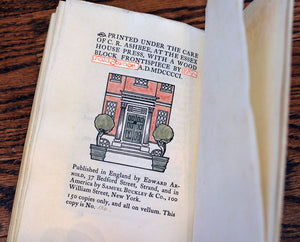 PRINTED UNDER THE CARE
OF C. R. ASHBEE, AT THE ESSEX
HOUSE PRESS, WITH A WOOD
BLOCK FRONTISPIECE BY
A.D. MDCCCCI.
Published in England by EDWARD AR-
NOLD, 37 Bedford Street, Strand, and in
America by SAMUEL BUCKLEY & CO., 100
William Street, New York.
150 copies only, and all on vellum. This
copy is No.